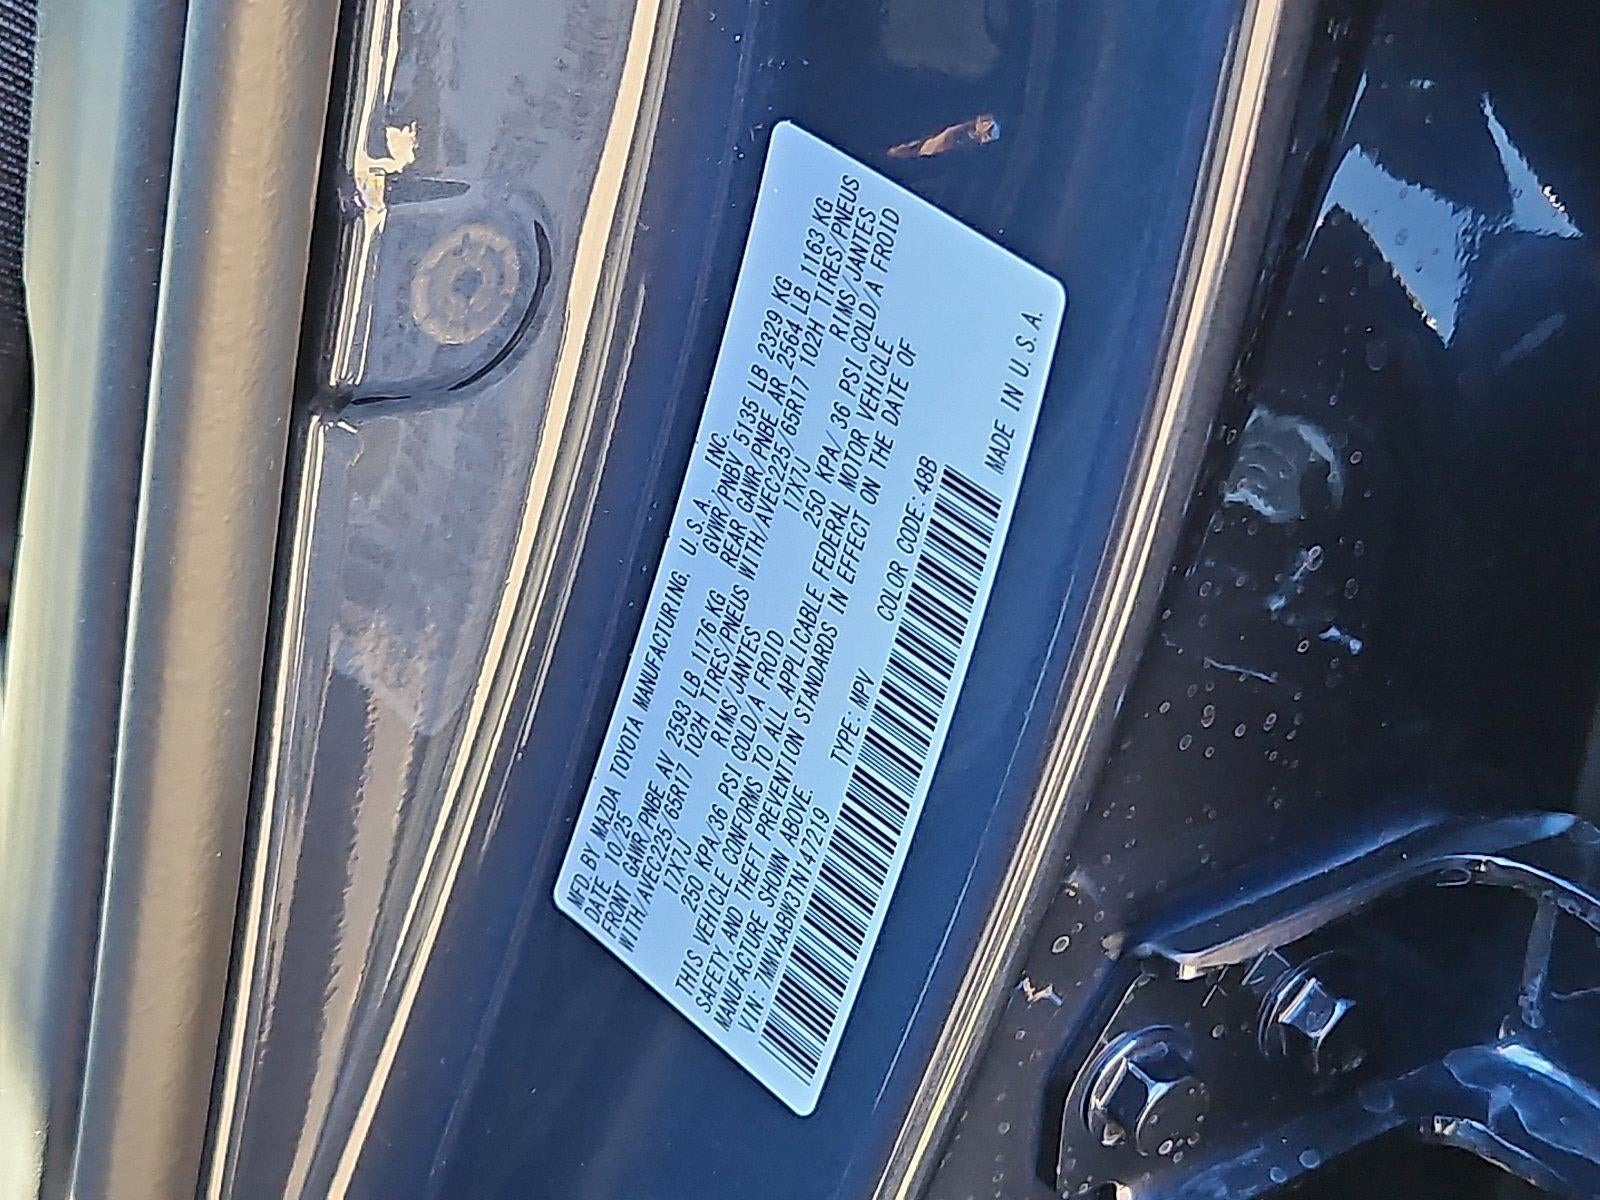 MFD BY MAZDA TOYOTA MANUFACTURING, U.S.A., INC.
DATE 10/25 GVWR/PNBV 5135 LB 2329 KG
FRONT GAWR/PNBE AV 2593 LB 1176 KG REAR GAWR/PNBE AR 2564 LB 1163 KG
WITH/AVEC225/65R17 102H TIRES/PNEUS WITH/AVEC225/65R17 102H TIRES/PNEUS
17X7J RIMS/JANTES 17X7J RIMS/JANTES
250 KPA/36 PSI COLD/A FROID 250 KPA/ 36 PSI COLD/A FROID
THIS VEHICLE CONFORMS TO ALL APPLICABLE FEDERAL MOTOR VEHICLE
SAFETY, AND THEFT PREVENTION STANDARDS IN EFFECT ON THE DATE OF
MANUFACTURE SHOWN ABOVE.
VIN: 7MMVAABW3TN147219 TYPE: MPV COLOR CODE: 48B
MADE IN U.S.A.